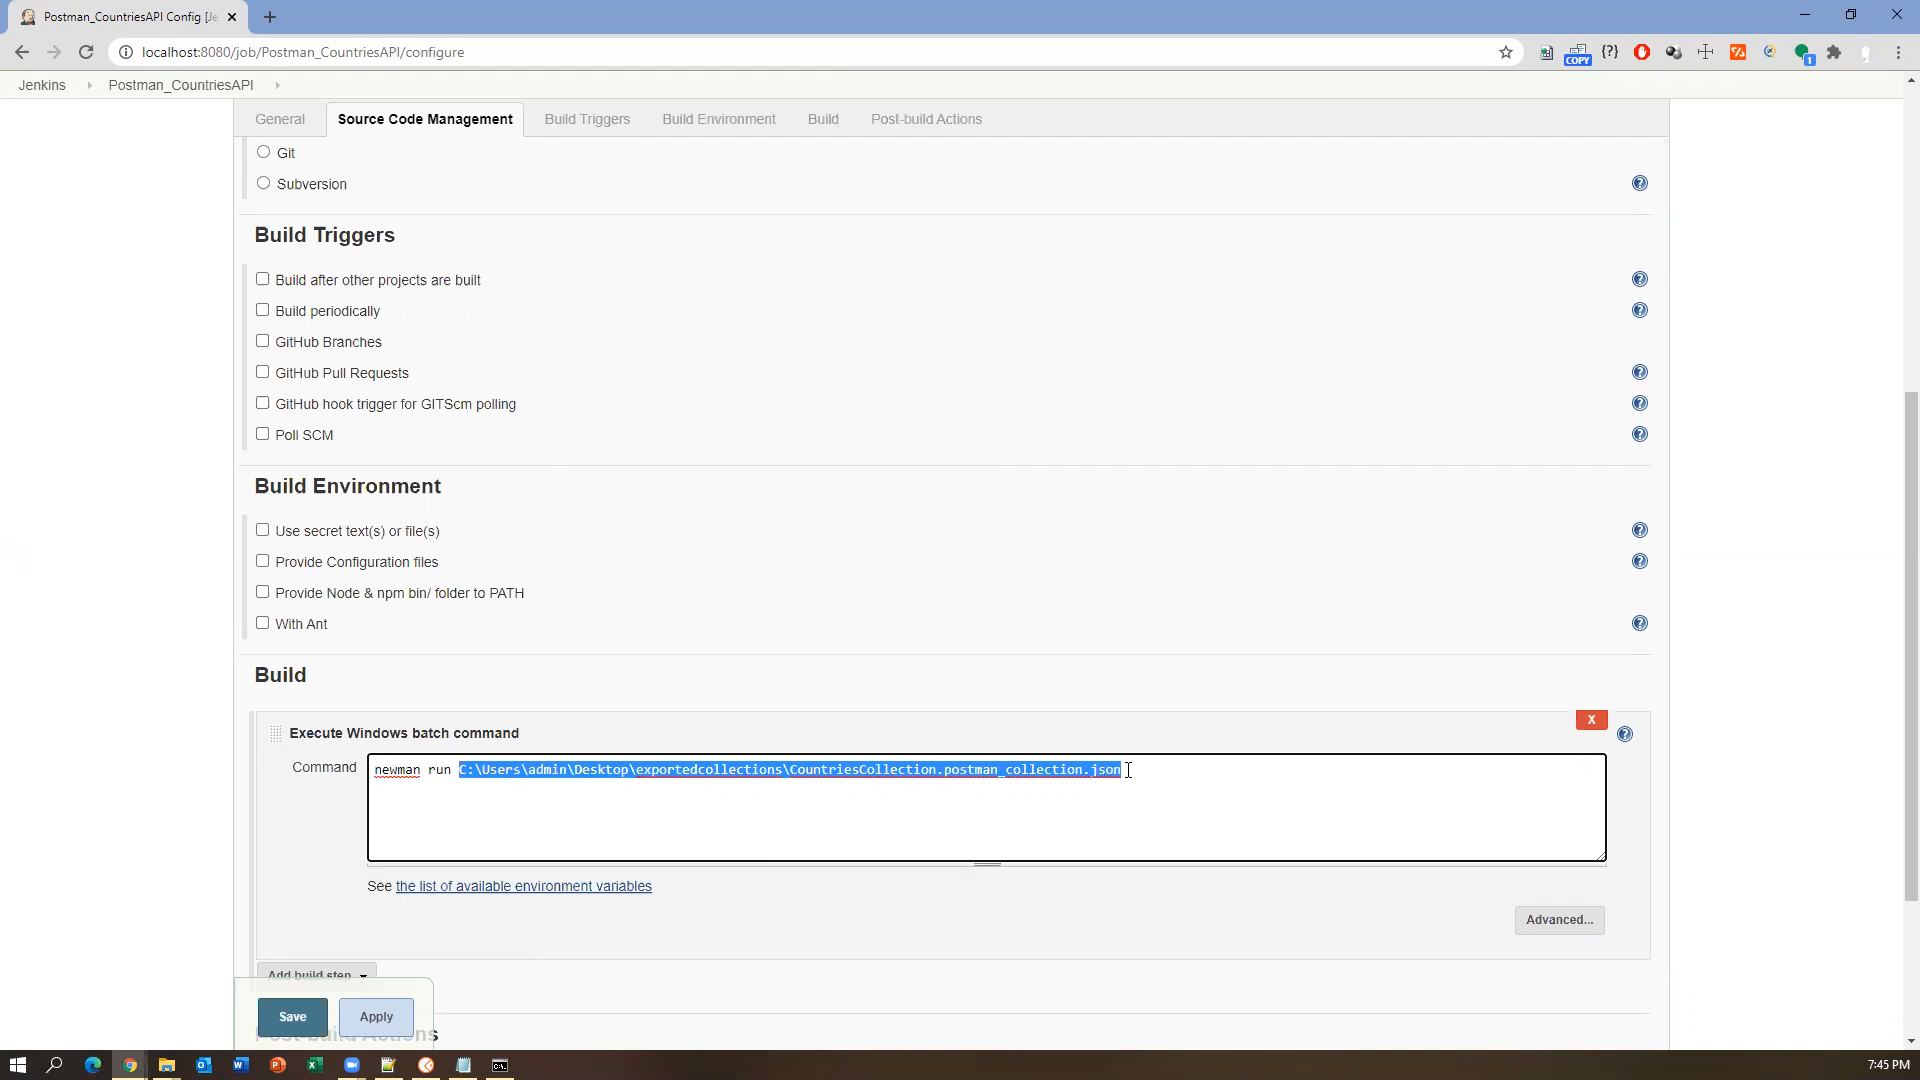 Postman_CountriesAPI Config [Je
localhost:8080/job/Postman_CountriesAPI/configure
COPY
1
Jenkins
Postman_CountriesAPI
General
Source Code Management
Build Triggers
Build Environment
Build
Post-build Actions
Git
Subversion
Build Triggers
Build after other projects are built
Build periodically
GitHub Branches
GitHub Pull Requests
GitHub hook trigger for GITScm polling
Poll SCM
Build Environment
Use secret text(s) or file(s)
Provide Configuration files
Provide Node & npm bin/ folder to PATH
With Ant
Build
X
Execute Windows batch command
Command
newman run C:\Users\admin\Desktop\exportedcollections\CountriesCollection.postman_collection.json
See the list of available environment variables
Advanced...
Add build step
Save
Apply
Post-build Actions
7:45 PM